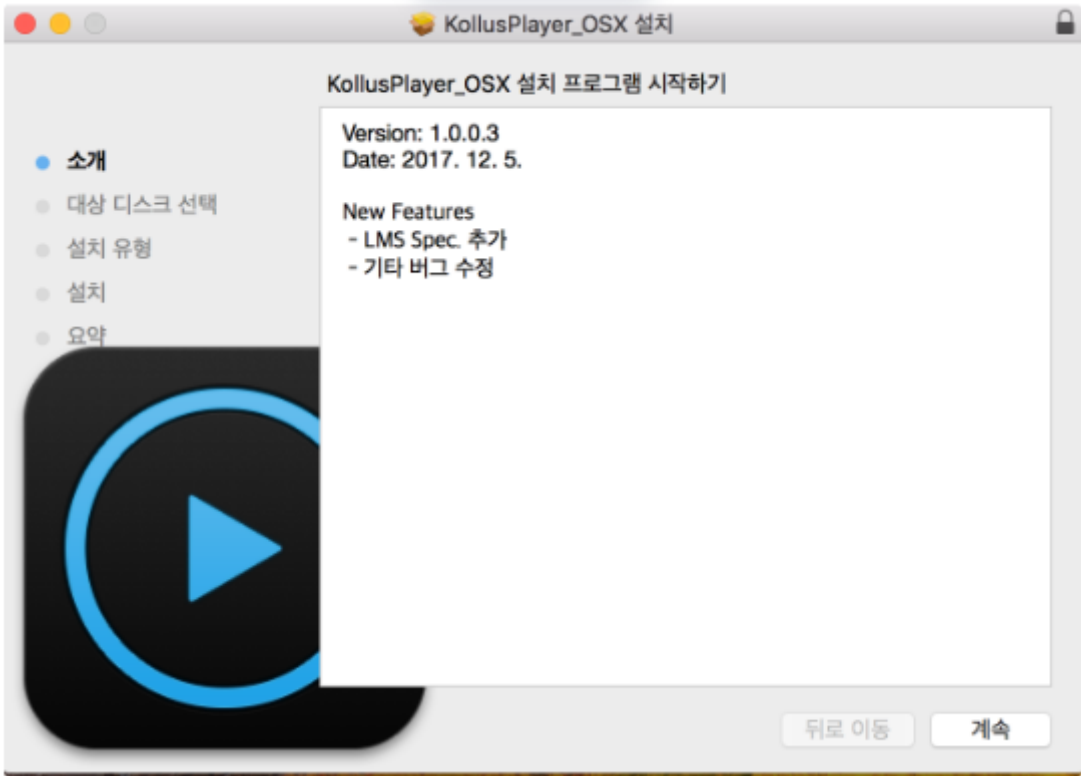 KollusPlayer_OSX 설치
KollusPlayer_OSX 설치 프로그램 시작하기
소개
대상 디스크 선택
설치 유형
설치
요약
Version: 1.0.0.3
Date: 2017. 12. 5.
New Features
- LMS Spec. 추가
- 기타 버그 수정
뒤로 이동
계속